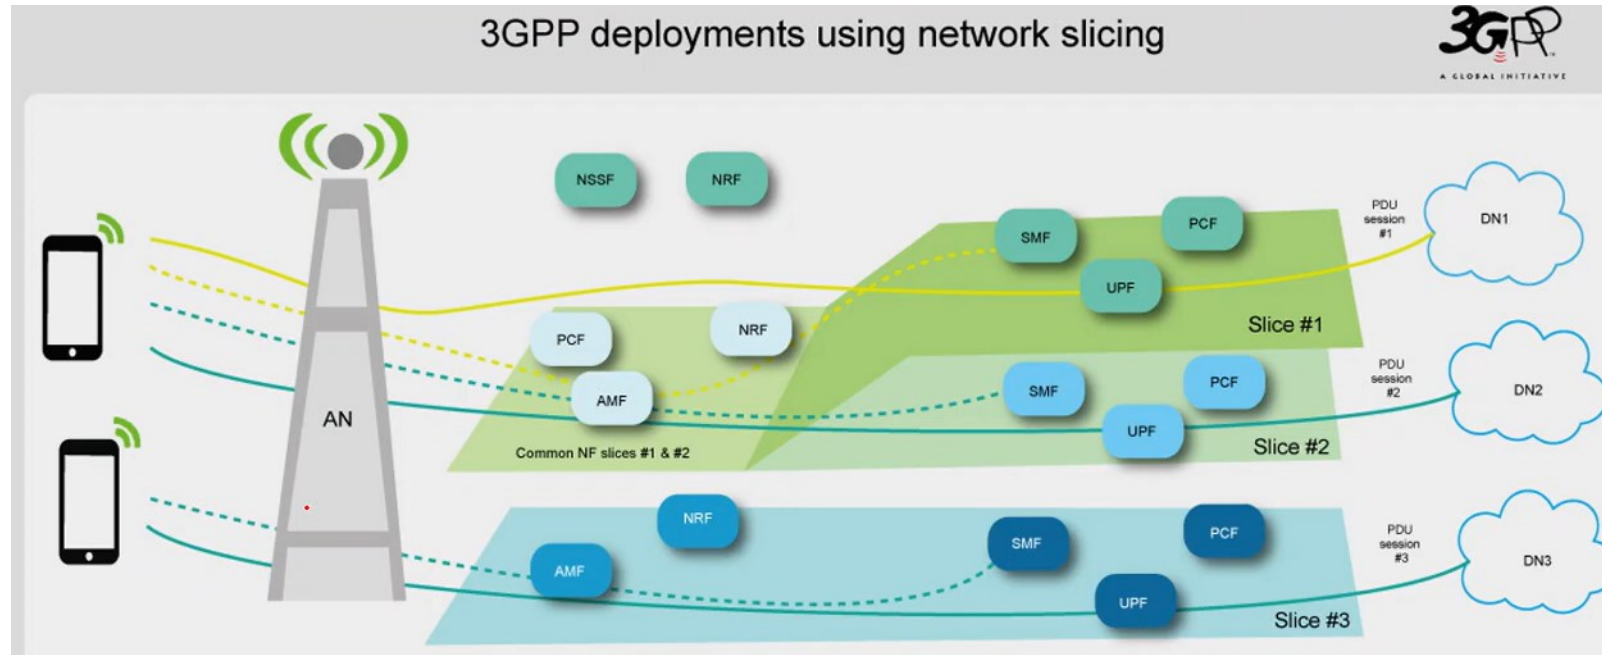 3GPP deployments using network slicing
3GPP
A GLOBAL INITIATIVE
NSSF
NRF
SMF
PCF
UPF
Slice #1
PDU
session
#1
DN1
PCF
NRF
AMF
Common NF slices #1 & #2
SMF
PCF
UPF
Slice #2
PDU
session
#2
DN2
AN
NRF
AMF
SMF
PCF
UPF
Slice #3
PDU
session
#3
DN3